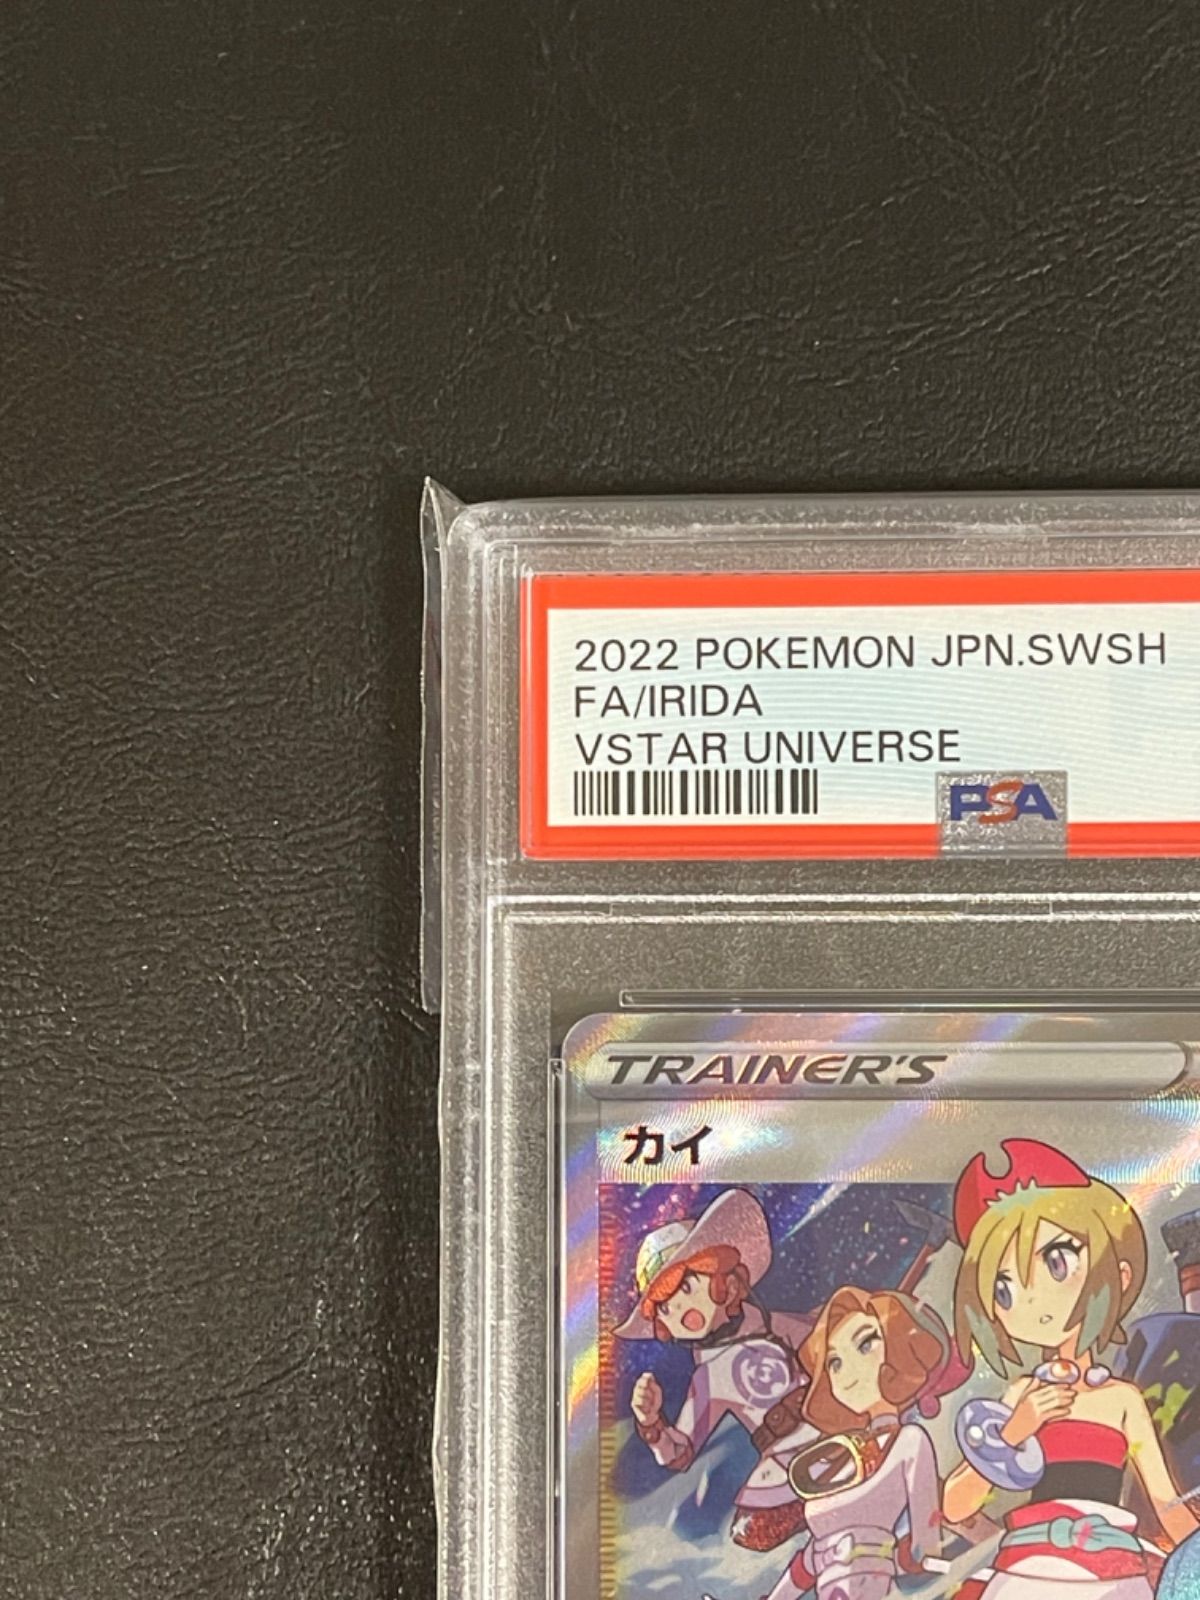 2022 POKEMON JPN.SWSH
FA/IRIDA
VSTAR UNIVERSE
PSA
TRAINER'S
カイ